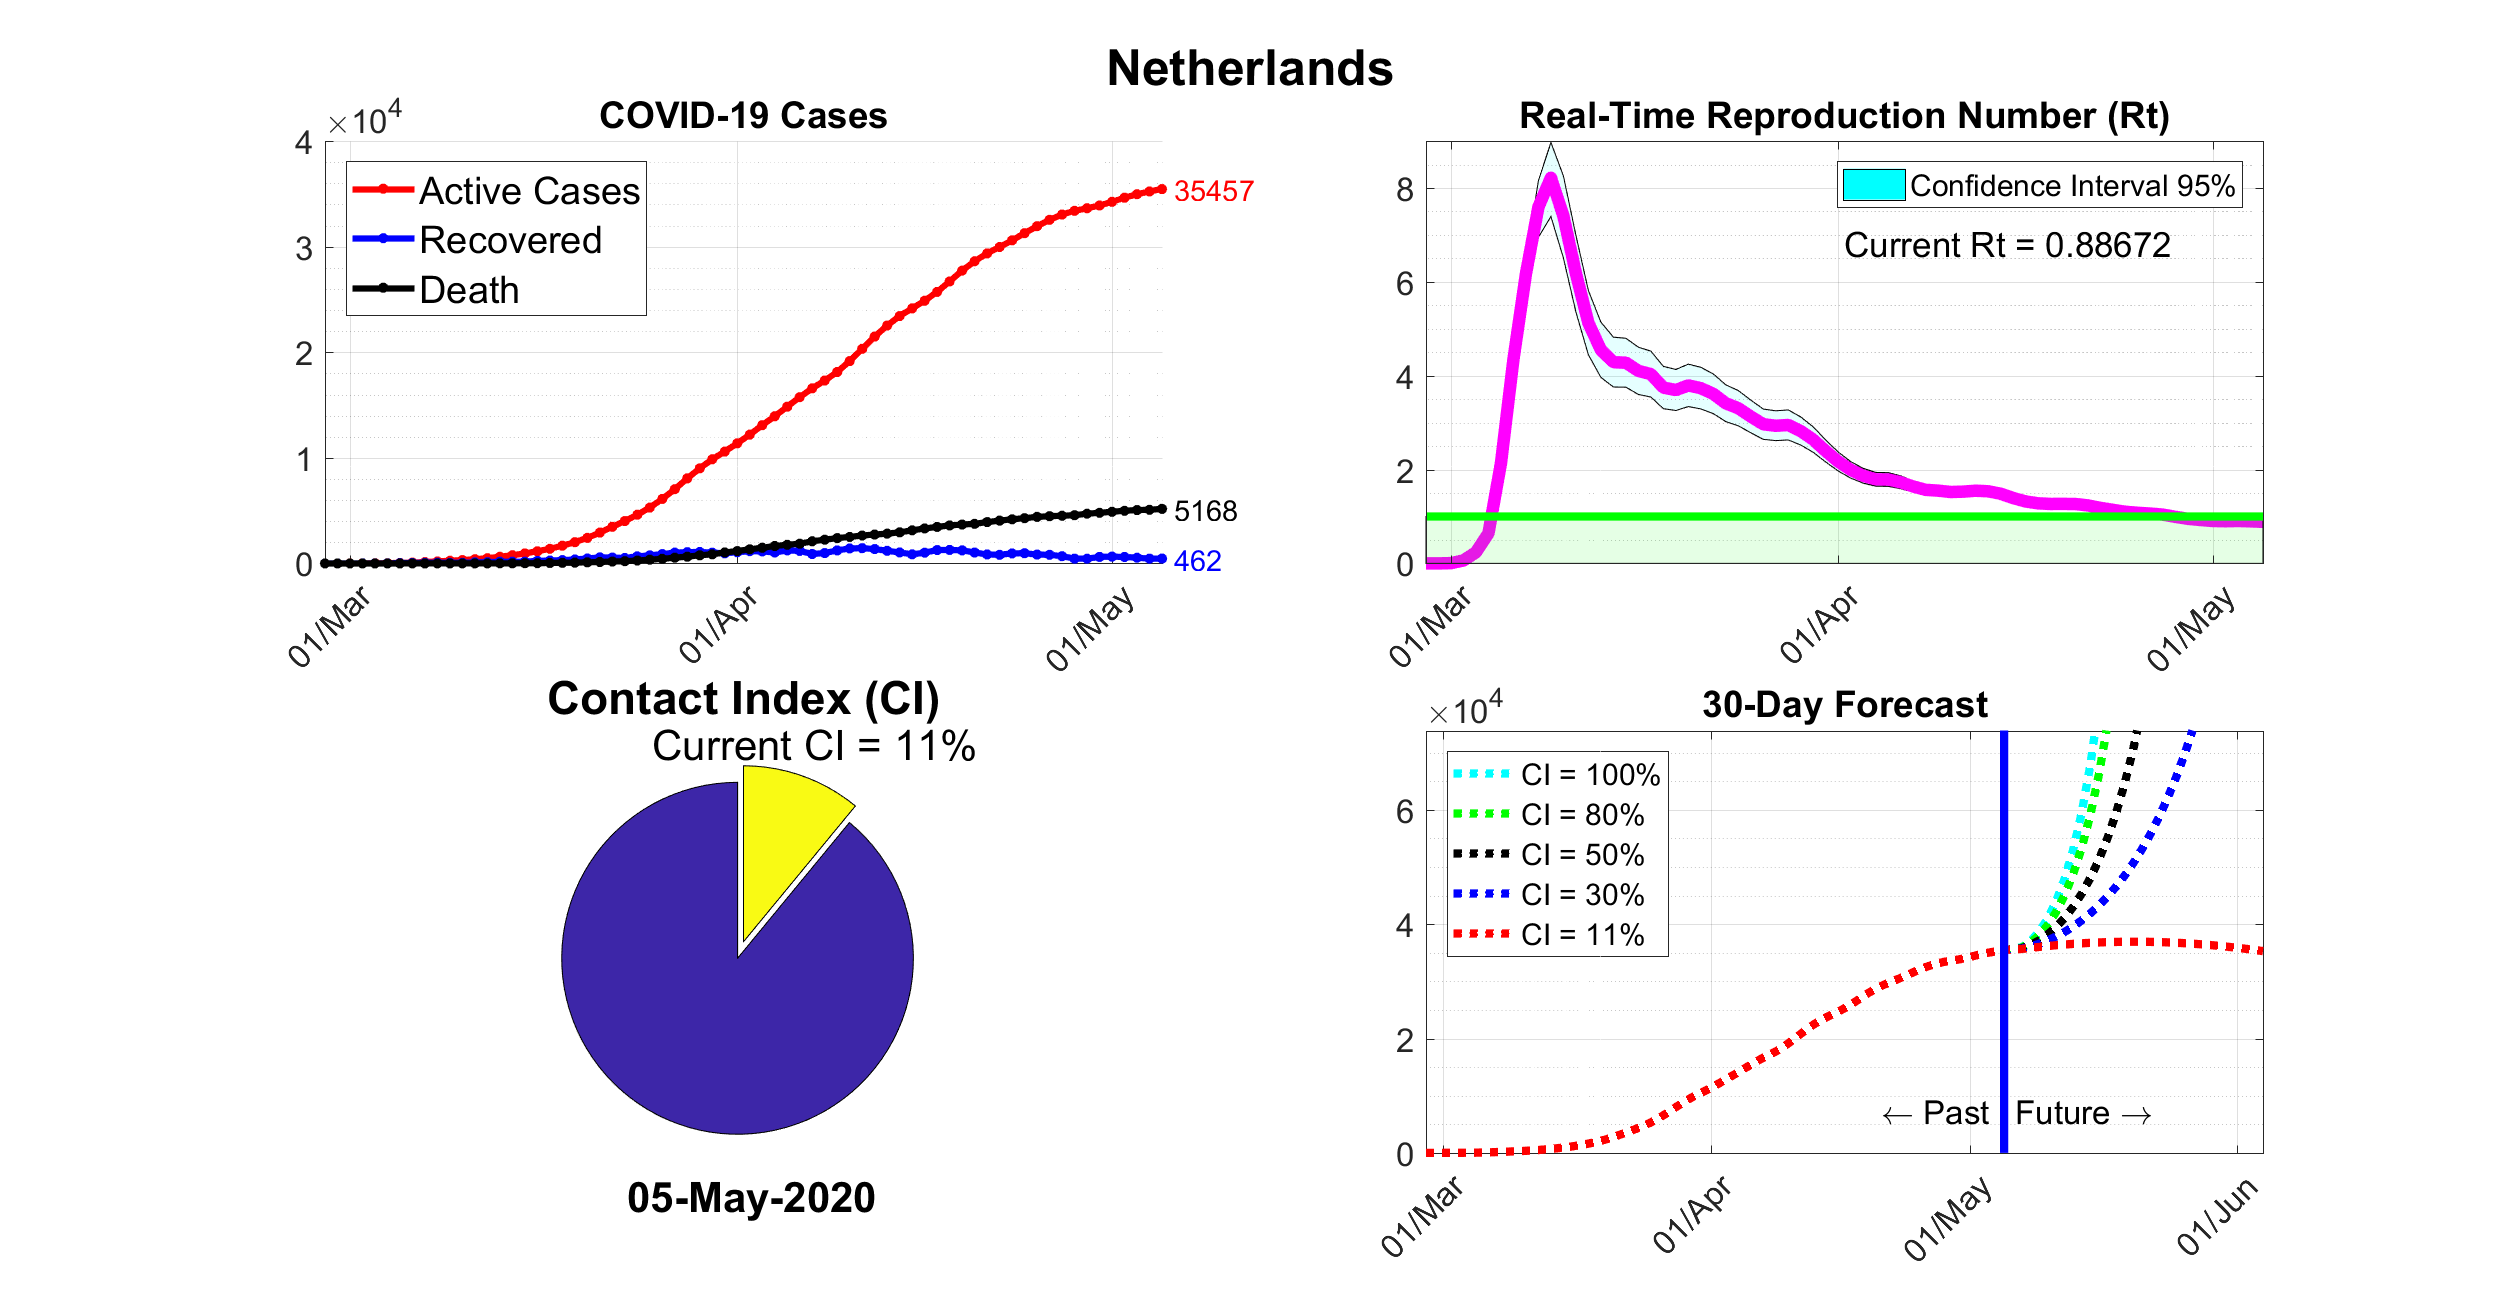 Netherlands
COVID-19 Cases
×10⁴
4
3
2
1
0
Active Cases
Recovered
Death
35457
5168
462
01/Mar
01/Apr
01/May
Real-Time Reproduction Number (Rt)
8
6
4
2
0
Confidence Interval 95%
Current Rt = 0.88672
01/Mar
01/Apr
01/May
Contact Index (CI)
Current CI = 11%
05-May-2020
30-Day Forecast
×10⁴
6
4
2
0
CI = 100%
CI = 80%
CI = 50%
CI = 30%
CI = 11%
← Past
Future →
01/Mar
01/Apr
01/May
01/Jun